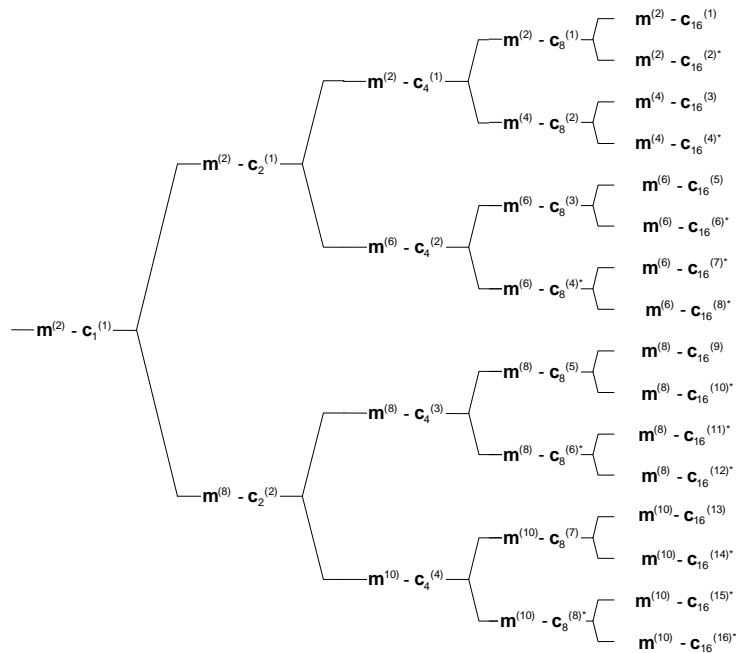 m(2) - c1(1)
m(2) - c2(1)
m(8) - c2(2)
m(2) - c4(1)
m(6) - c4(2)
m(8) - c4(3)
m10) - c4(4)
m(2) - c8(1)
m(4) - c8(2)
m(6) - c8(3)
m(6) - c8(4)*
m(8) - c8(5)
m(8) - c8(6)*
m(10) - c8(7)
m(10) - c8(8)*
m(2) - c16(1)
m(2) - c16(2)*
m(4) - c16(3)
m(4) - c16(4)*
m(6) - c16(5)
m(6) - c16(6)*
m(6) - c16(7)*
m(6) - c16(8)*
m(8) - c16(9)
m(8) - c16(10)*
m(8) - c16(11)*
m(8) - c16(12)*
m(10) - c16(13)
m(10) - c16(14)*
m(10) - c16(15)*
m(10) - c16(16)*